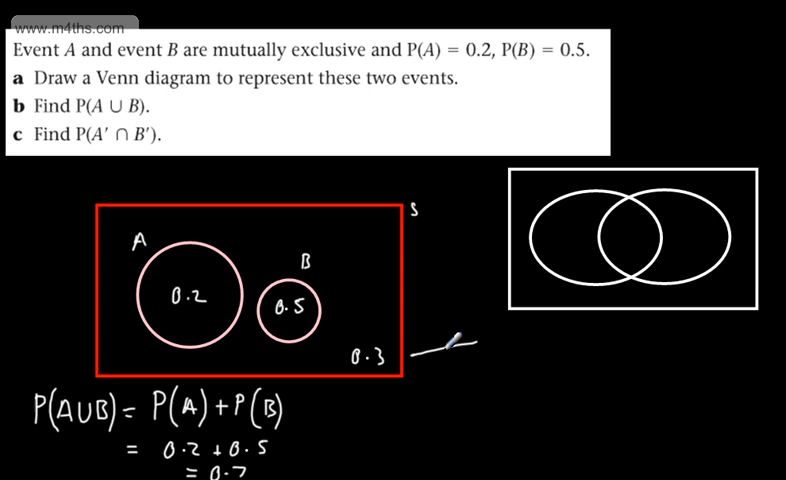 www.m4ths.com
Event A and event B are mutually exclusive and P(A) = 0.2, P(B) = 0.5.
a Draw a Venn diagram to represent these two events.
b Find P(A ∪ B).
c Find P(A′ ∩ B′).
S
A
B
0.2
0.5
0.3
P(A∪B) = P(A) + P(B)
= 0.2 + 0.5
= 0.7